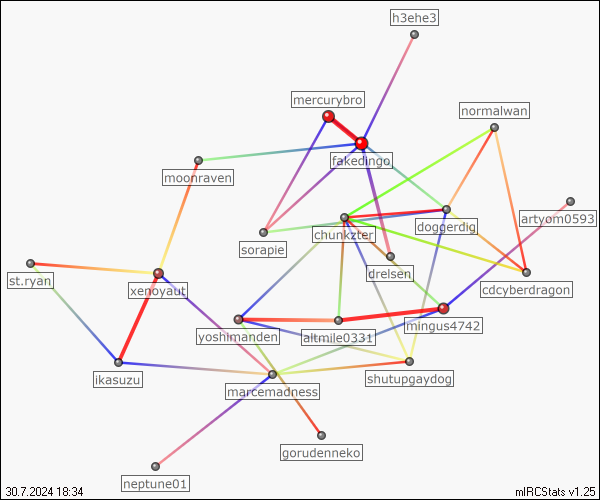 h3ehe3
mercurybro
normalwan
fakedingo
moonraven
artyom0593
doggerdig
chunkzter
sorapie
drelsen
st.ryan
cdcyberdragon
xenoyaut
mingus4742
yoshimanden
altmile0331
shutupgaydog
ikasuzu
marcemadness
gorudenneko
neptune01
30.7.2024 18:34
mIRCStats v1.25